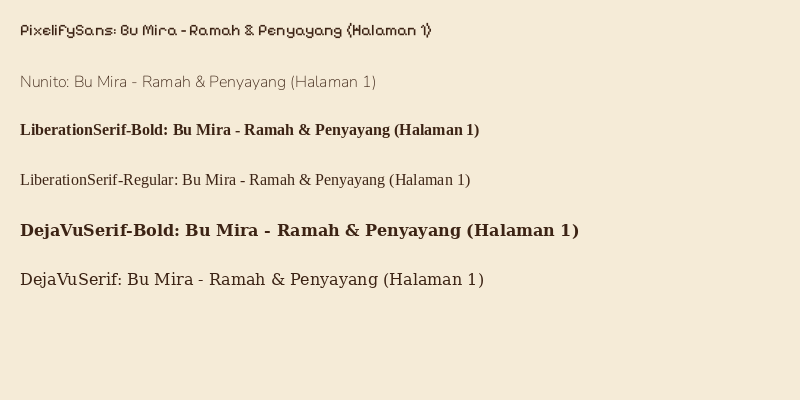 PixelifySans: Bu Mira - Ramah & Penyayang (Halaman 1)
Nunito: Bu Mira - Ramah & Penyayang (Halaman 1)
LiberationSerif-Bold: Bu Mira - Ramah & Penyayang (Halaman 1)
LiberationSerif-Regular: Bu Mira - Ramah & Penyayang (Halaman 1)
DejaVuSerif-Bold: Bu Mira - Ramah & Penyayang (Halaman 1)
DejaVuSerif: Bu Mira - Ramah & Penyayang (Halaman 1)